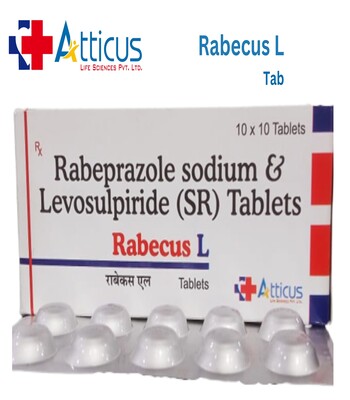 Atticus
LIFE SCIENCES PVT. LTD.
Rabecus L
Tab
Rx
10 x 10 Tablets
Rabeprazole sodium &
Levosulpiride (SR) Tablets
Rabecus L
राबेकस एल
Tablets
Atticus